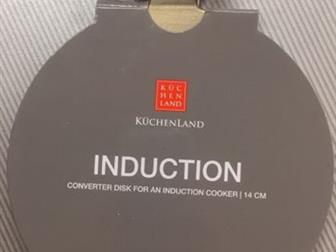 KÜC
HEN
LAND
KÜCHENLAND
INDUCTION
CONVERTER DISK FOR AN INDUCTION COOKER | 14 CM